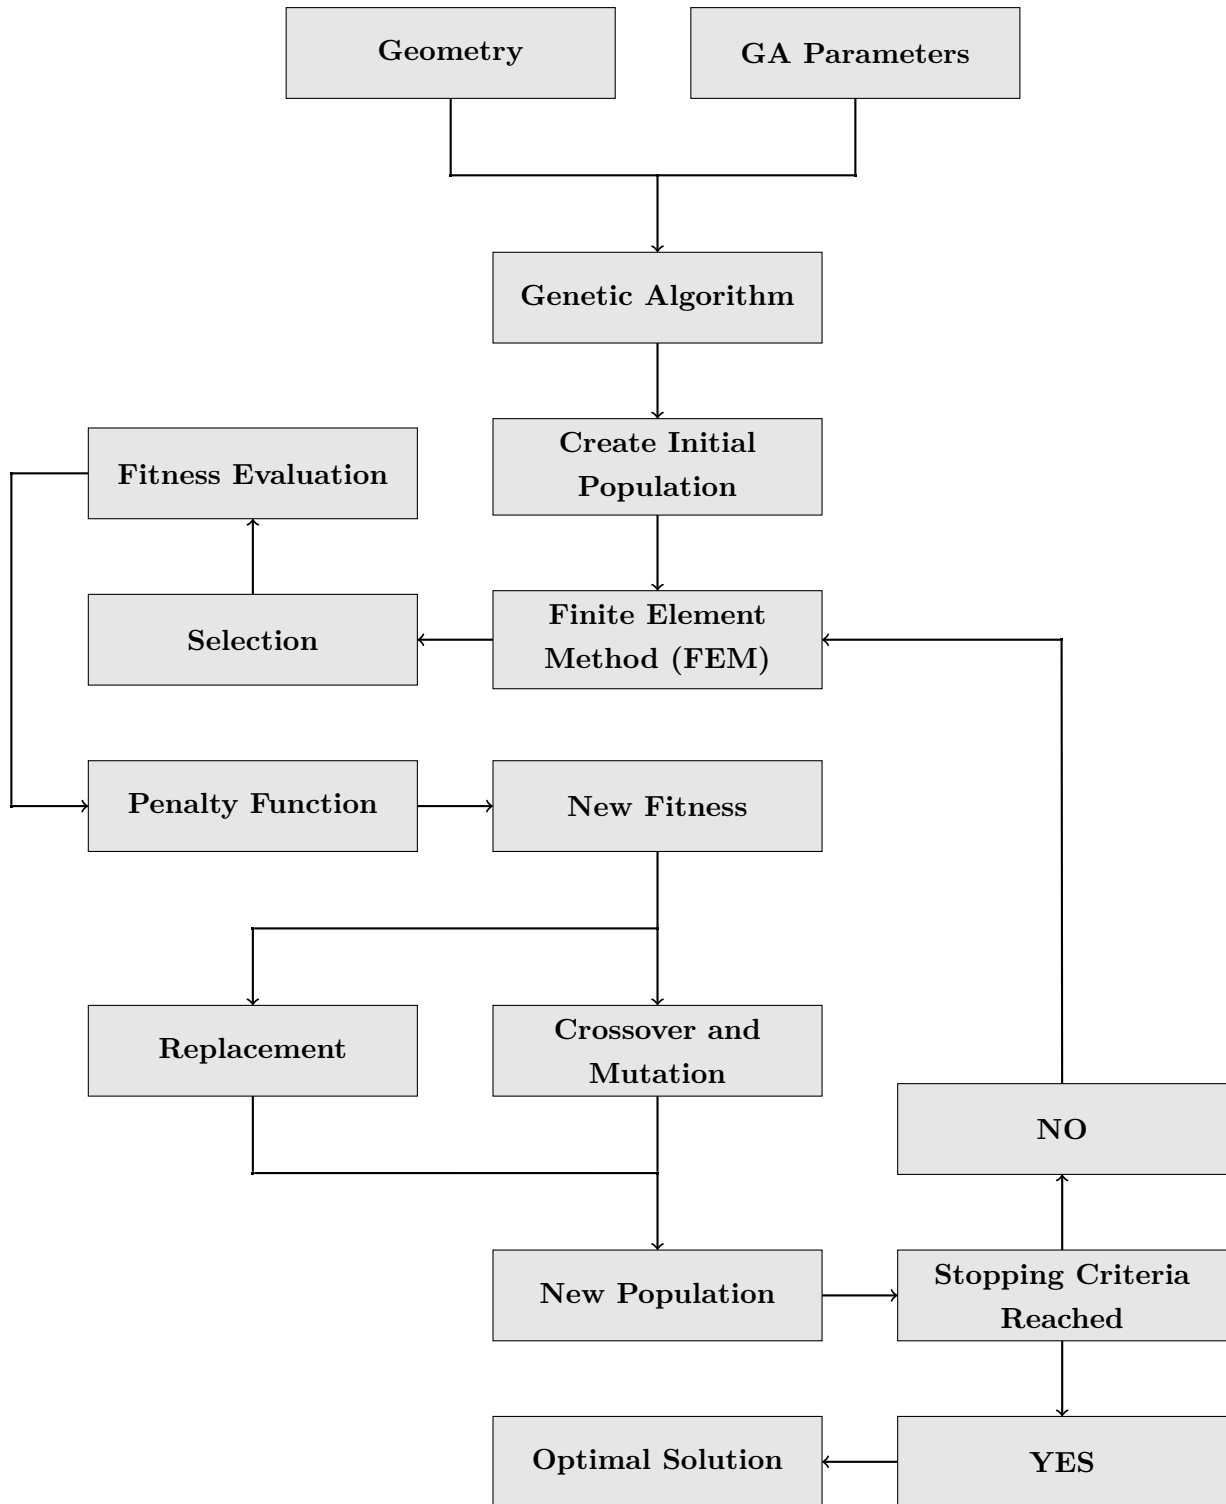 Geometry
GA Parameters
Genetic Algorithm
Create Initial
Population
Fitness Evaluation
Selection
Finite Element
Method (FEM)
Penalty Function
New Fitness
Replacement
Crossover and
Mutation
NO
New Population
Stopping Criteria
Reached
Optimal Solution
YES